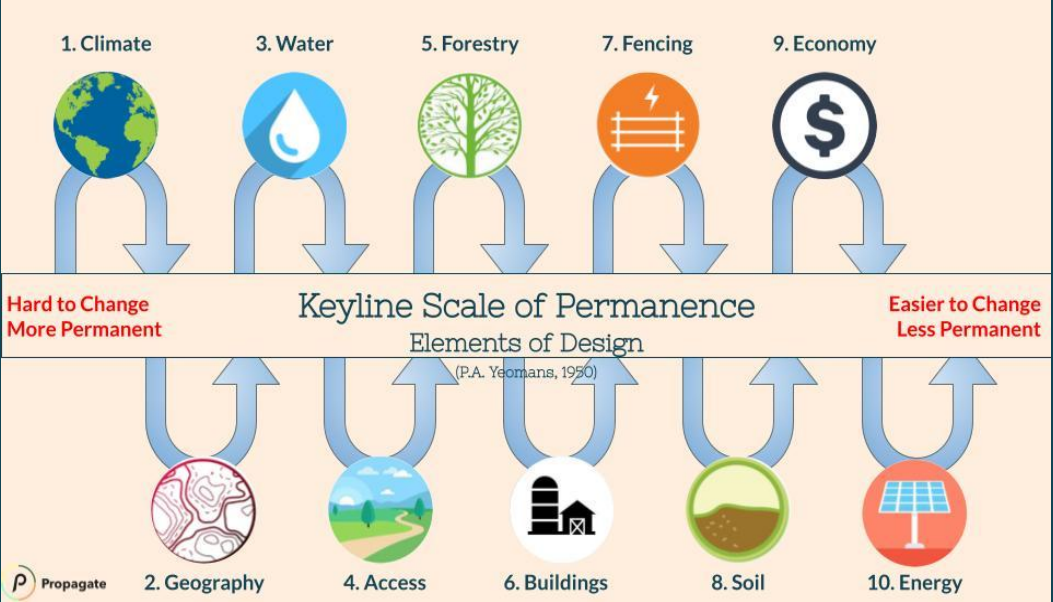 1. Climate
3. Water
5. Forestry
7. Fencing
9. Economy
$
Hard to Change
More Permanent
Keyline Scale of Permanence
Elements of Design
(P.A. Yeomans, 1950)
Easier to Change
Less Permanent
2. Geography
4. Access
6. Buildings
8. Soil
10. Energy
p Propagate